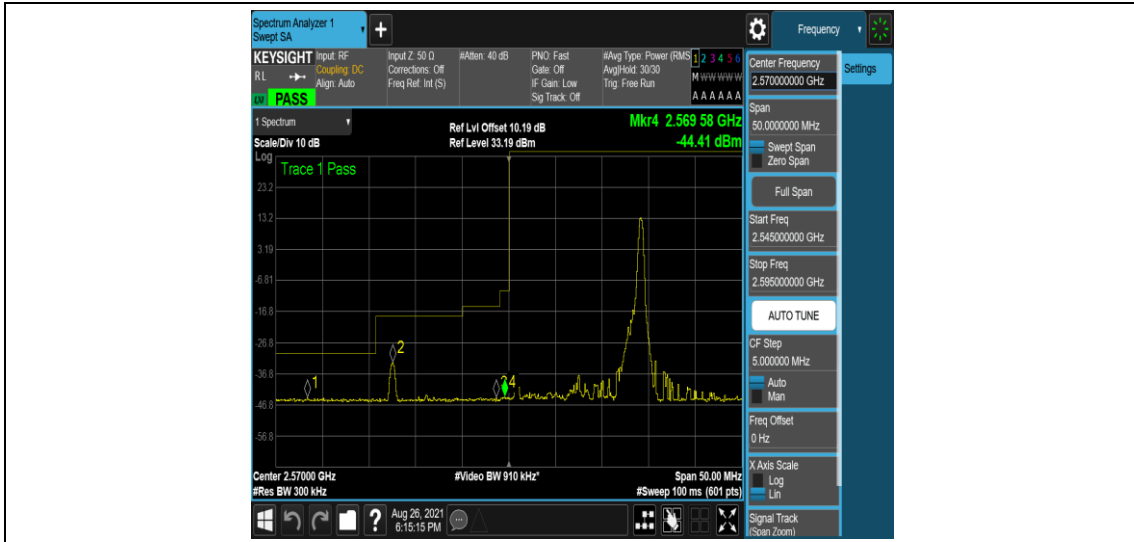 Spectrum Analyzer 1
Swept SA
Frequency
KEYSIGHT
RL
PASS
Input: RF
Coupling: DC
Align: Auto
Input Z: 50 Ω
Corrections: Off
Freq Ref: Int (S)
#Atten: 40 dB
PNO: Fast
Gate: Off
IF Gain: Low
Sig Track: Off
#Avg Type: Power (RMS
Avg|Hold: 30/30
Trig: Free Run
1 2 3 4 5 6
M W W W W W
A A A A A A
Center Frequency
2.570000000 GHz
Settings
1 Spectrum
Ref Lvl Offset 10.19 dB
Mkr4 2.569 58 GHz
Scale/Div 10 dB
Ref Level 33.19 dBm
-44.41 dBm
Log
Trace 1 Pass
23.2
13.2
3.19
-6.81
-16.8
-26.8
-36.8
-46.8
-56.8
1
2
4
Center 2.57000 GHz
#Video BW 910 kHz*
Span 50.00 MHz
#Res BW 300 kHz
#Sweep 100 ms (601 pts)
Span
50.0000000 MHz
Swept Span
Zero Span
Full Span
Start Freq
2.545000000 GHz
Stop Freq
2.595000000 GHz
AUTO TUNE
CF Step
5.000000 MHz
Auto
Man
Freq Offset
0 Hz
X Axis Scale
Log
Lin
Signal Track
(Span Zoom)
?
Aug 26, 2021
6:15:15 PM